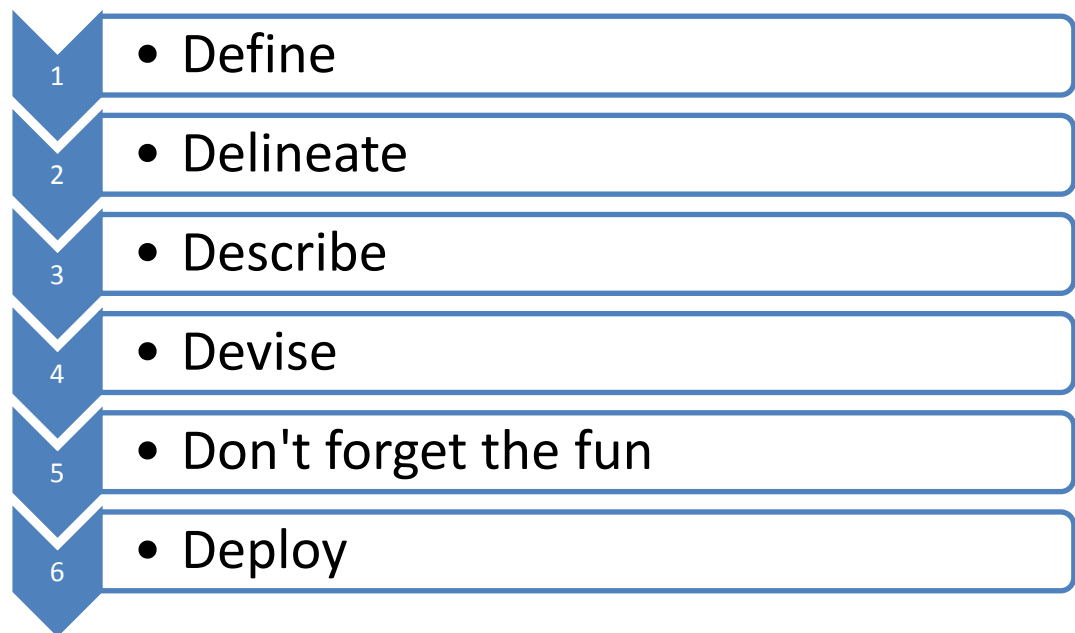 1 • Define
2 • Delineate
3 • Describe
4 • Devise
5 • Don't forget the fun
6 • Deploy